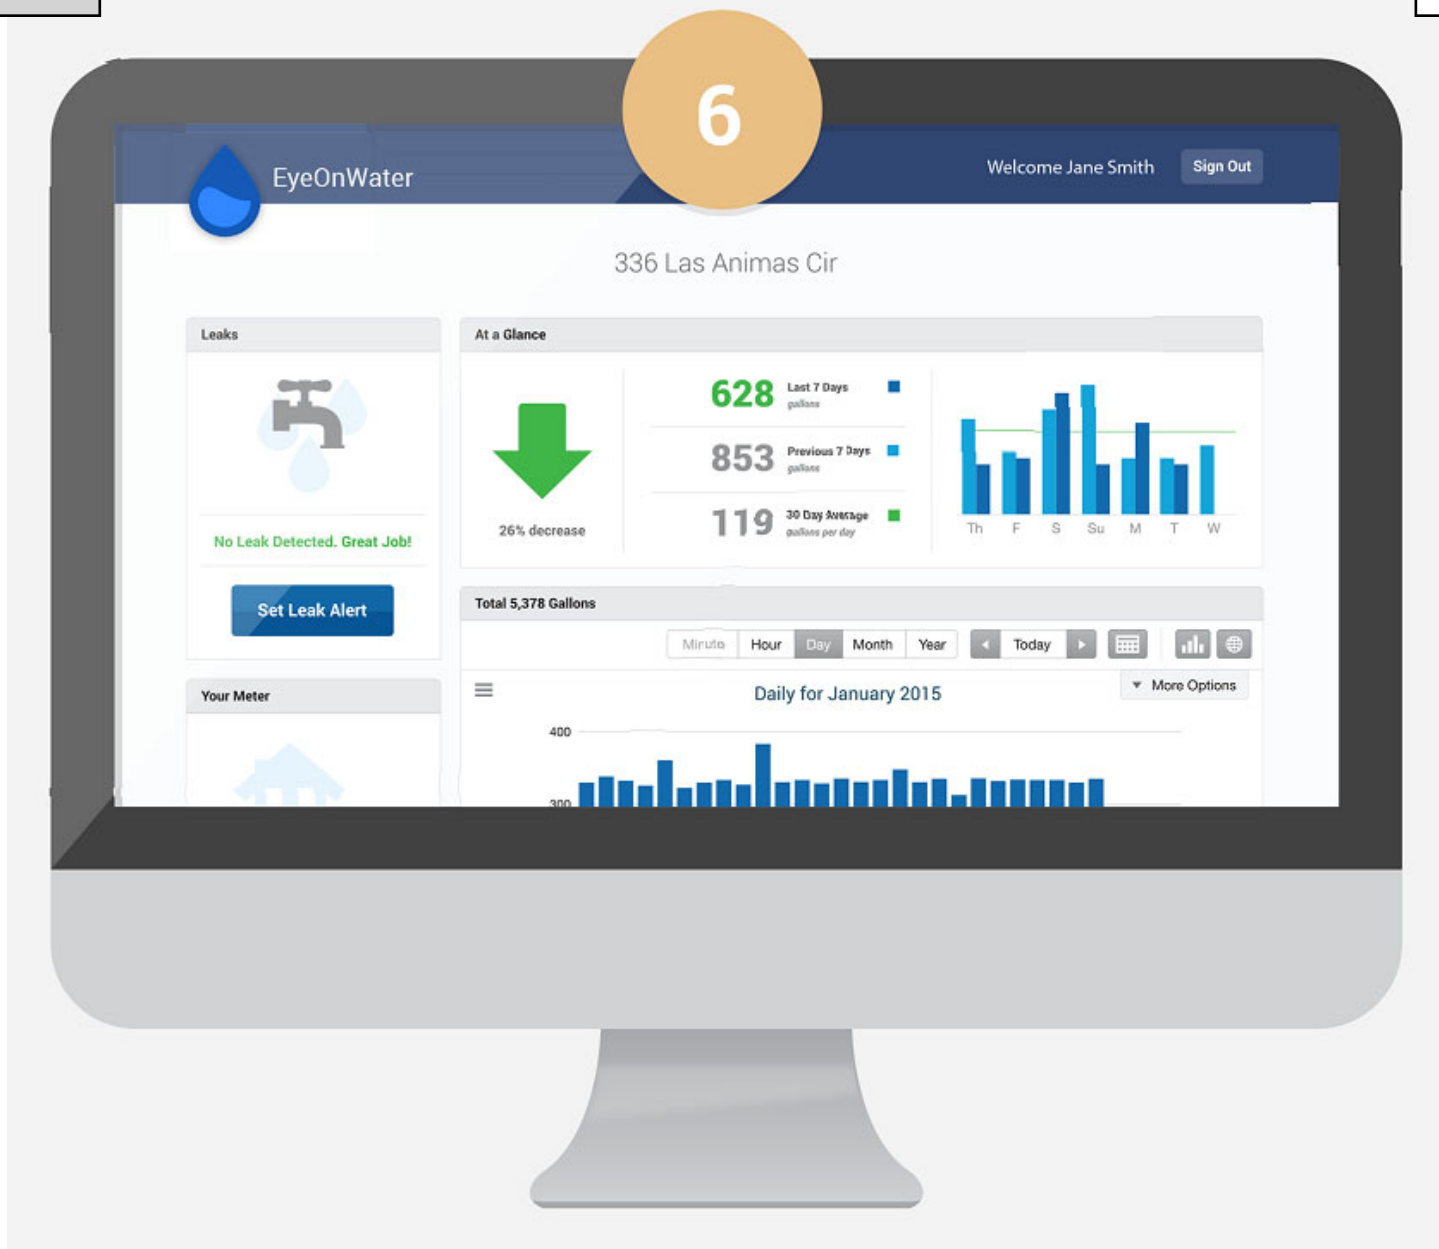 6
EyeOnWater
Welcome Jane Smith
Sign Out
336 Las Animas Cir
Leaks
No Leak Detected. Great Job!
Set Leak Alert
Your Meter
At a Glance
26% decrease
628 Last 7 Days
gallons
853 Previous 7 Days
gallons
119 30 Day Average
gallons per day
Th F S Su M T W
Total 5,378 Gallons
Minute Hour Day Month Year Today
More Options
Daily for January 2015
400
300